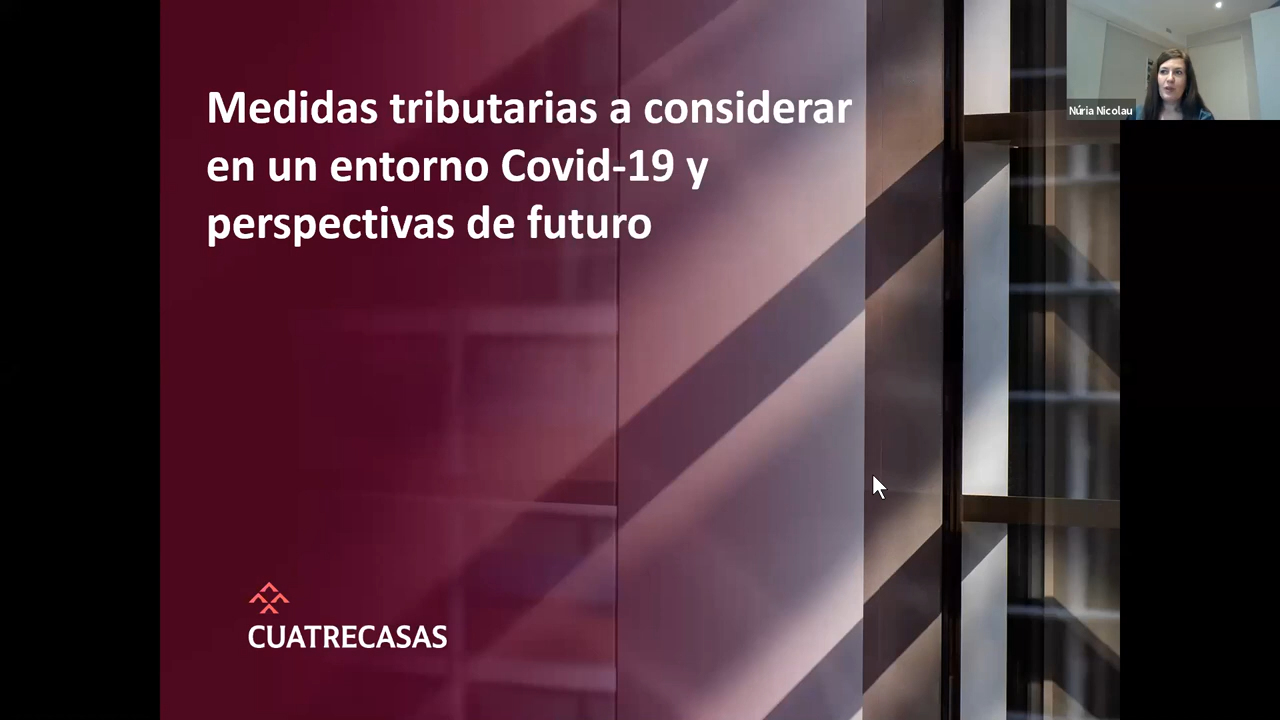 Medidas tributarias a considerar
en un entorno Covid-19 y
perspectivas de futuro
Núria Nicolau
CUATRECASAS